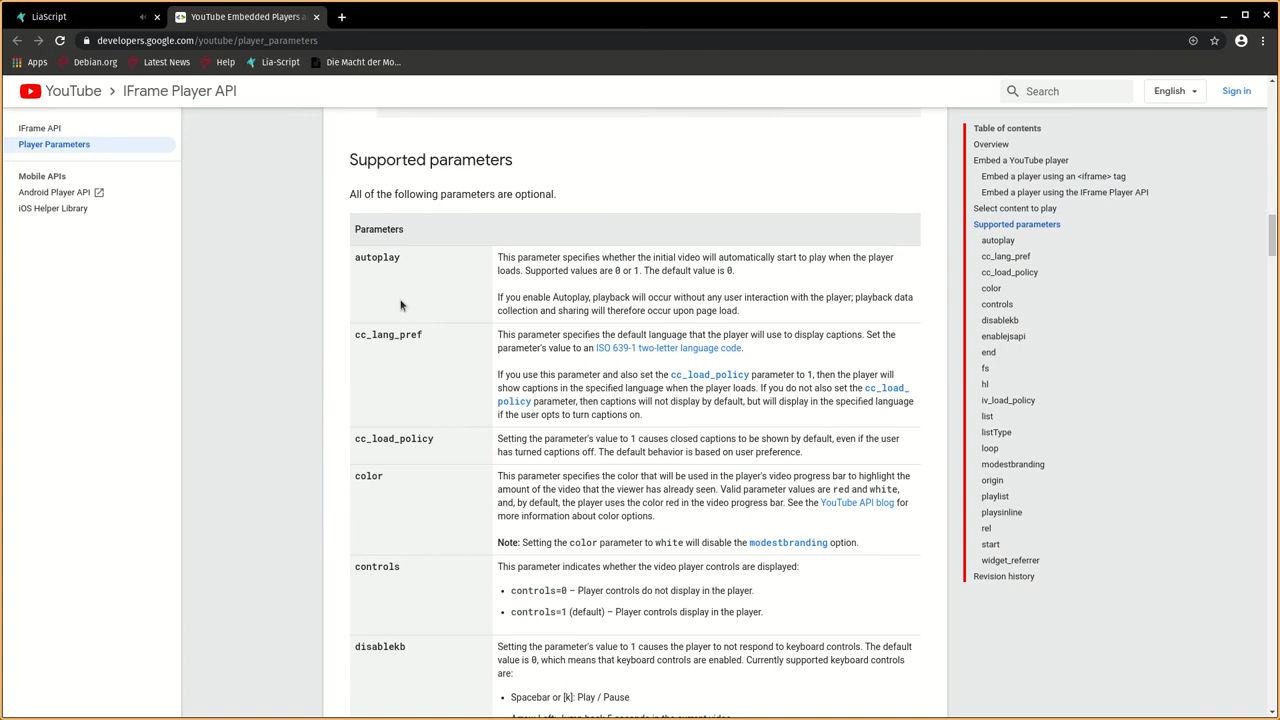 LiaScript
YouTube Embedded Players a
developers.google.com/youtube/player_parameters
Apps
Debian.org
Latest News
Help
Lia-Script
Die Macht der Mo...
YouTube
IFrame Player API
Search
English
Sign in
IFrame API
Player Parameters
Mobile APIs
Android Player API
iOS Helper Library
Supported parameters
All of the following parameters are optional.
Parameters
autoplay
This parameter specifies whether the initial video will automatically start to play when the player
loads. Supported values are 0 or 1. The default value is 0.
If you enable Autoplay, playback will occur without any user interaction with the player; playback data
collection and sharing will therefore occur upon page load.
cc_lang_pref
This parameter specifies the default language that the player will use to display captions. Set the
parameter's value to an ISO 639-1 two-letter language code.
If you use this parameter and also set the cc_load_policy parameter to 1, then the player will
show captions in the specified language when the player loads. If you do not also set the cc_load_
policy parameter, then captions will not display by default, but will display in the specified language
if the user opts to turn captions on.
cc_load_policy
Setting the parameter's value to 1 causes closed captions to be shown by default, even if the user
has turned captions off. The default behavior is based on user preference.
color
This parameter specifies the color that will be used in the player's video progress bar to highlight the
amount of the video that the viewer has already seen. Valid parameter values are red and white,
and, by default, the player uses the color red in the video progress bar. See the YouTube API blog for
more information about color options.
Note: Setting the color parameter to white will disable the modestbranding option.
controls
This parameter indicates whether the video player controls are displayed:
• controls=0 – Player controls do not display in the player.
• controls=1 (default) – Player controls display in the player.
disablekb
Setting the parameter's value to 1 causes the player to not respond to keyboard controls. The default
value is 0, which means that keyboard controls are enabled. Currently supported keyboard controls
are:
• Spacebar or [k]: Play / Pause
• Arrow Left: Jump back 5 seconds in the current video
Table of contents
Overview
Embed a YouTube player
Embed a player using an <iframe> tag
Embed a player using the IFrame Player API
Select content to play
Supported parameters
autoplay
cc_lang_pref
cc_load_policy
color
controls
disablekb
enablejsapi
end
fs
hl
iv_load_policy
list
listType
loop
modestbranding
origin
playlist
playsinline
rel
start
widget_referrer
Revision history